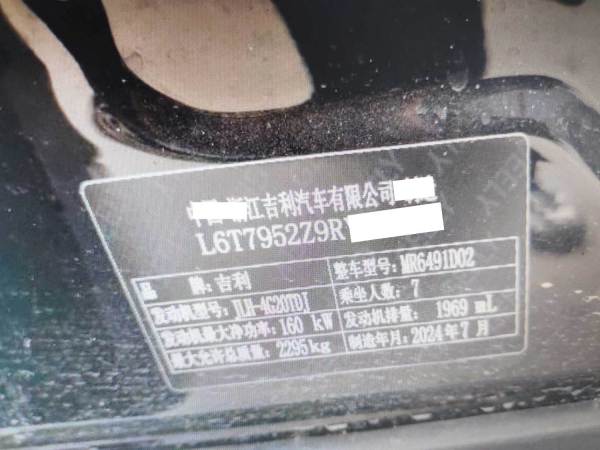 浙江吉利汽车有限公司制造
L6T7952Z9R
品 牌: 吉利 整车型号: MR6491D02
发动机型号: JLH-4G20TDJ 乘坐人数: 7
发动机最大净功率: 160 kW 发动机排量: 1969 mL
最大允许总质量: 2295kg 制造年月: 2024年7月